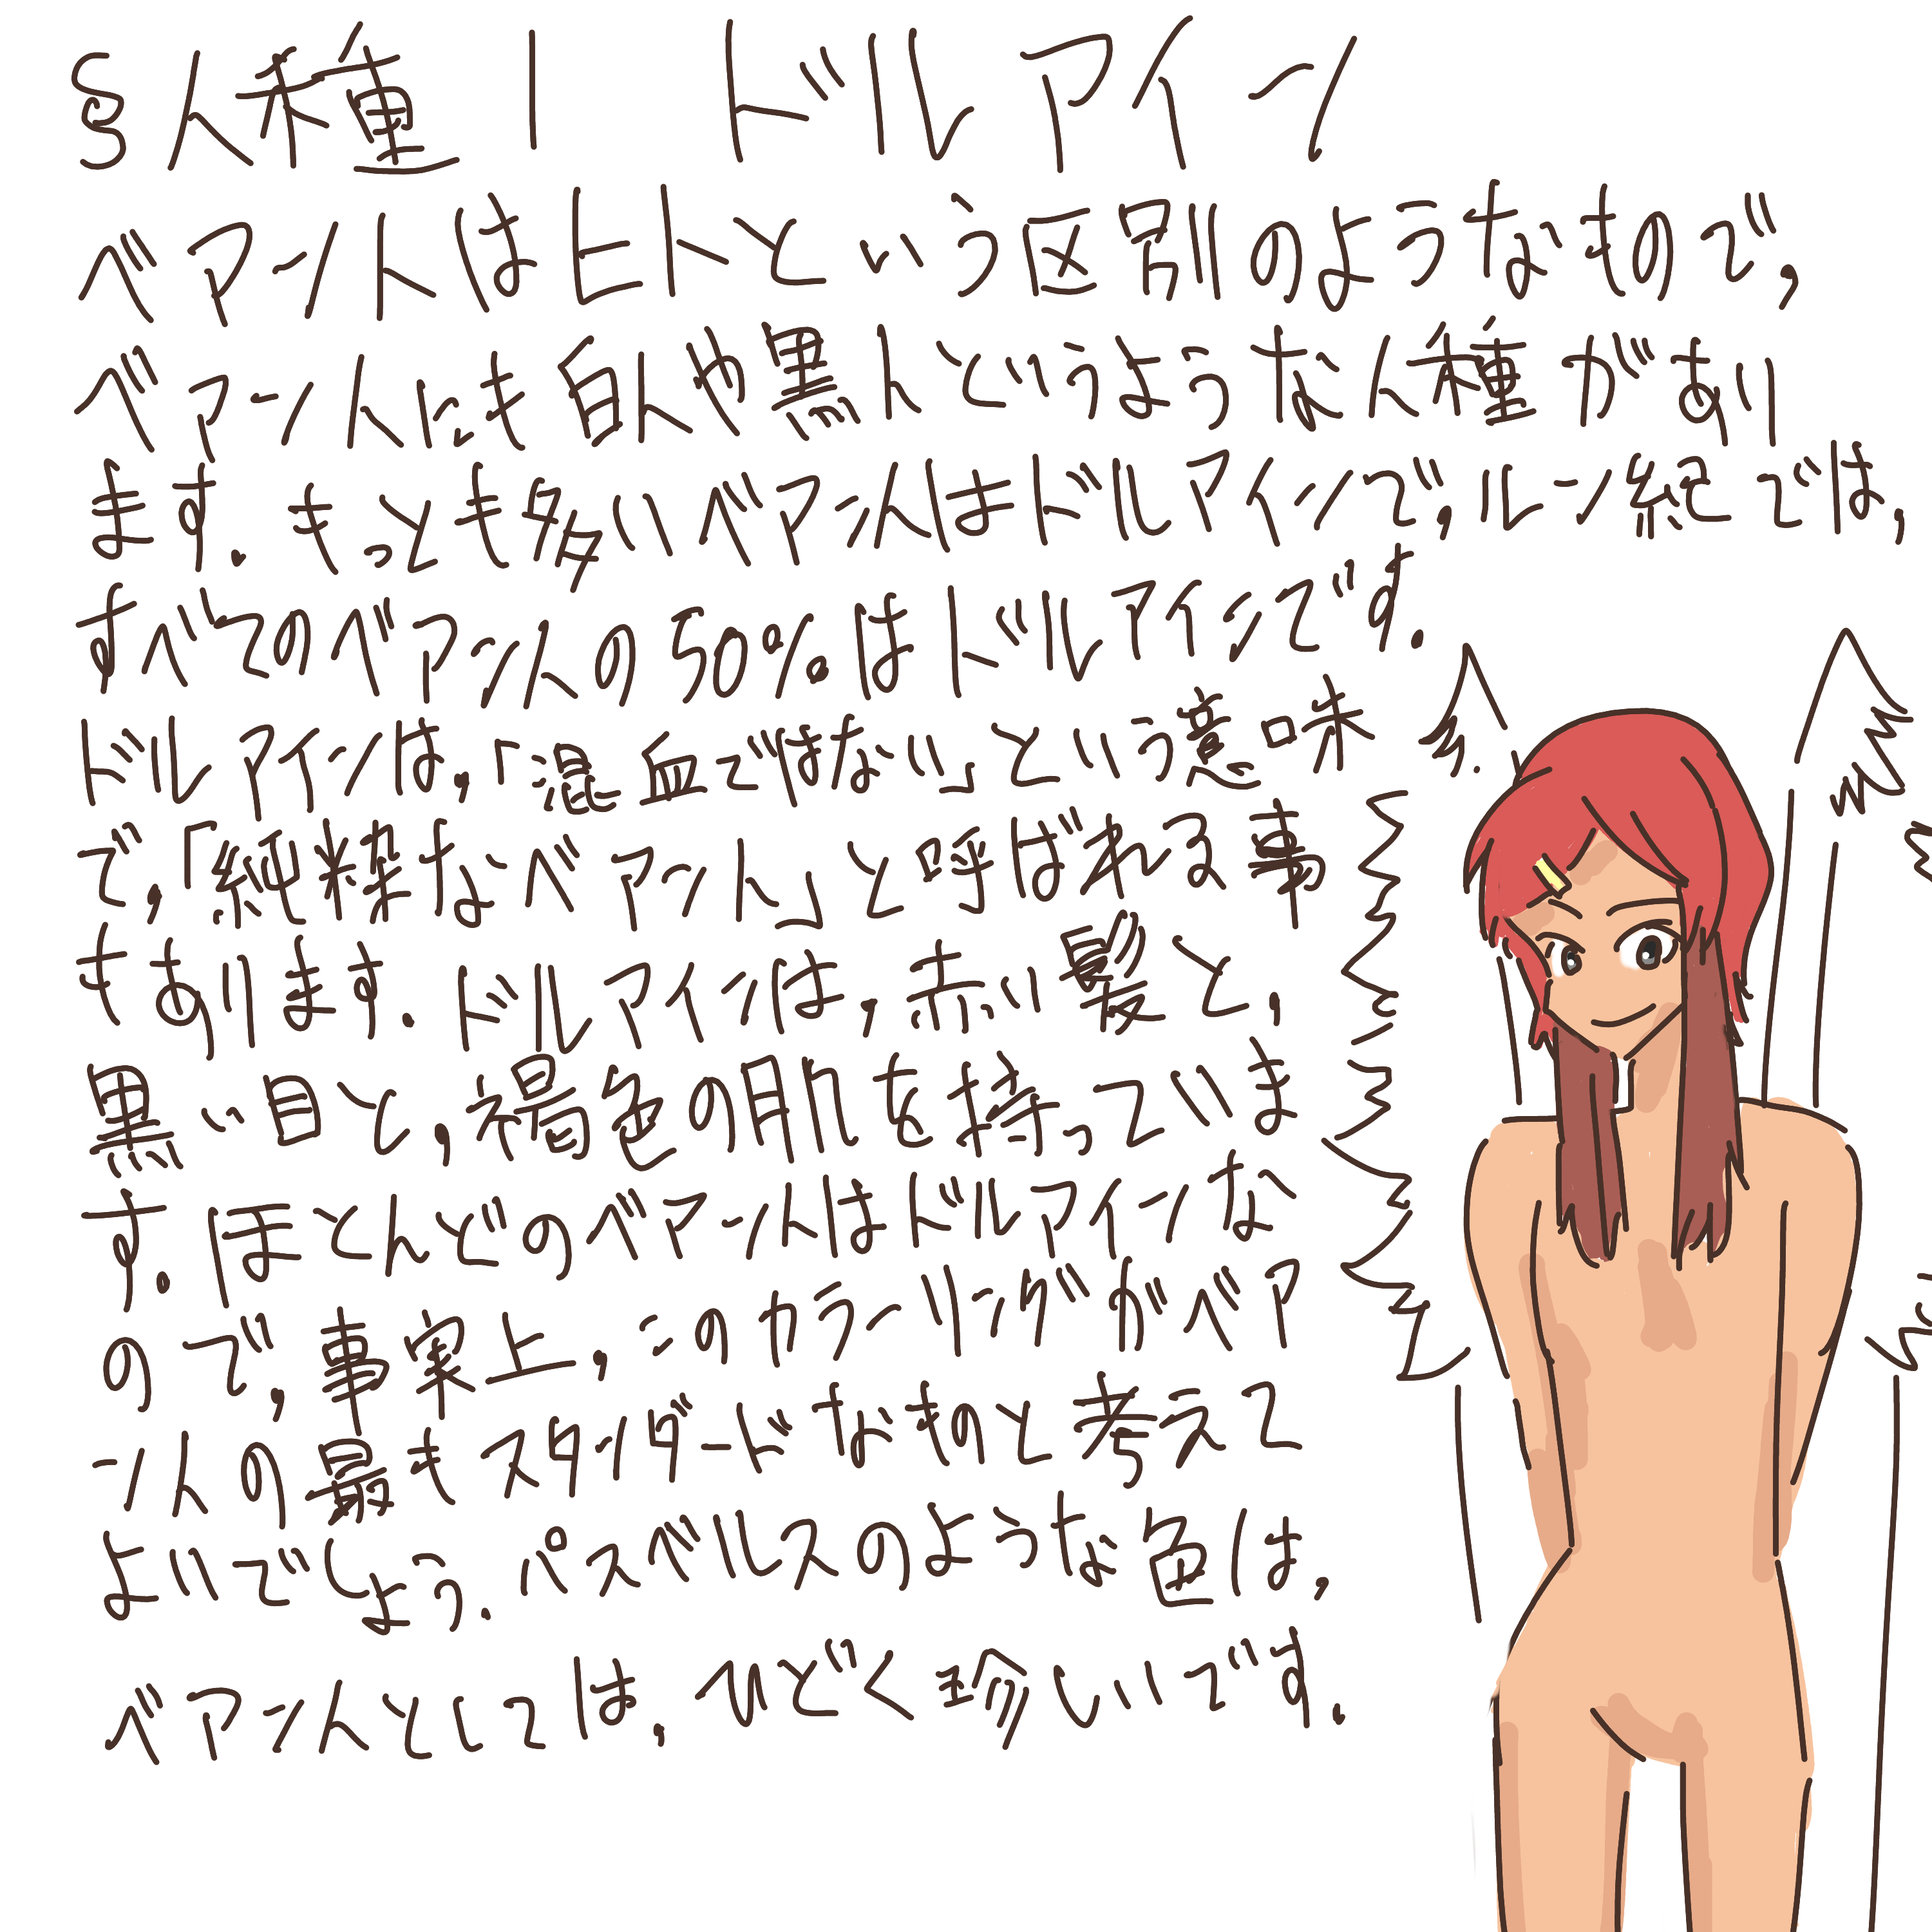 §人種1 ードルアイン
ベアント は ヒトという区別のようなもので,
ベアントにも白人や黒人というような人種があり
ます. もっとも多いベアントはドルアインで, ルーン紀では,
すべてのベアントの50%はドルアインです.
ドルアインは,「混血ではない」という意味
で,「純粋なベアント」と呼ばれる事
もあります. ドルアインは, 赤い髪と,
黒い目と, 褐色の肌を持っていま
す. ほとんどのベアントはドルアインな
ので, 事実上, このカラーリングがベア
ントの最もスタンダードなものと考えて
よいでしょう. パスベルスのような色は,
ベアントとしては, ひどく珍しいです.